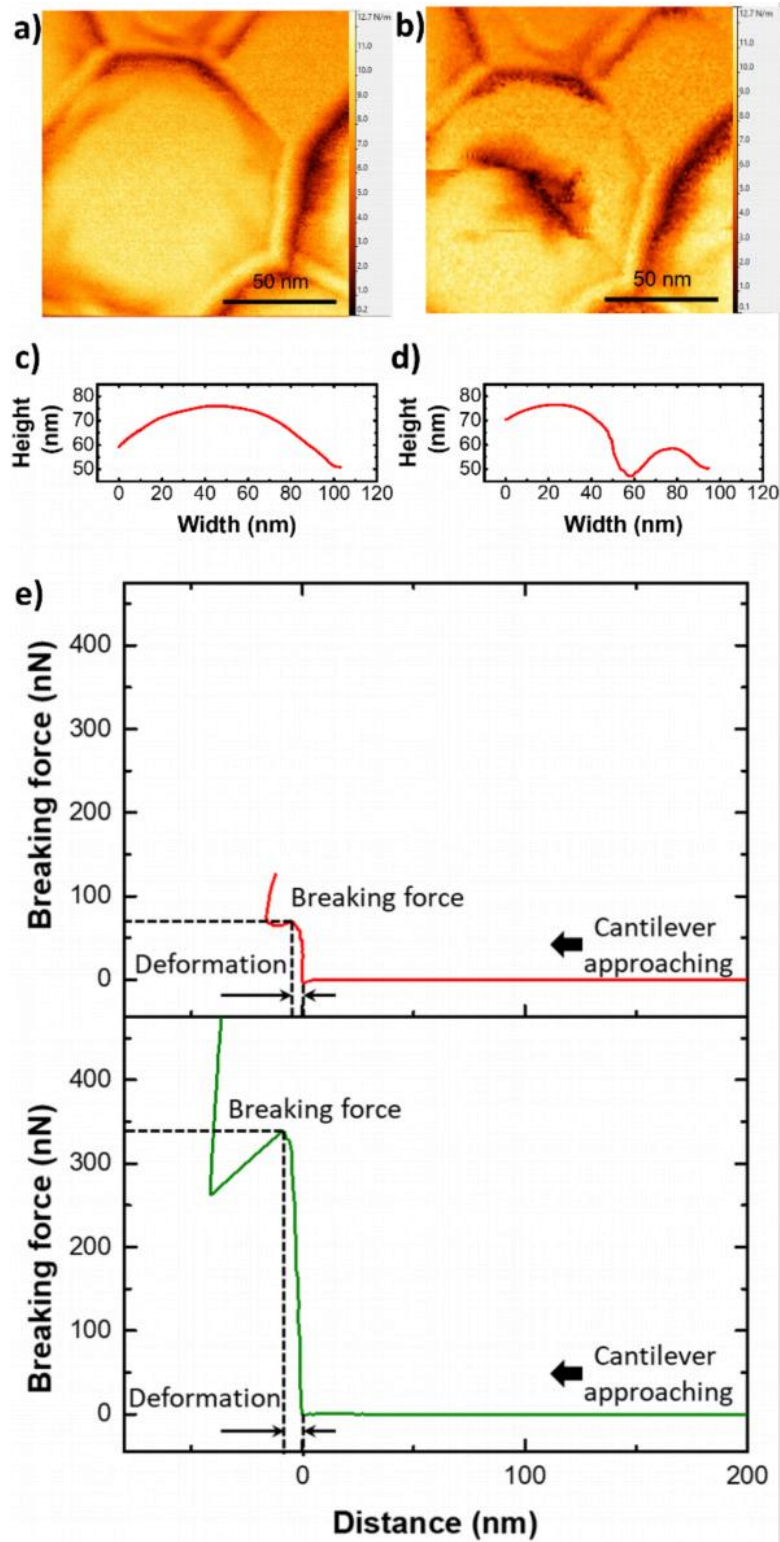 a)
12.7 N/m
11.0
10.0
9.0
8.0
7.0
6.0
5.0
4.0
3.0
2.0
1.0
0.2
50 nm
b)
12.7 N/m
11.0
10.0
9.0
8.0
7.0
6.0
5.0
4.0
3.0
2.0
1.0
0.1
50 nm
c)
Height
(nm)
80
70
60
50
0 20 40 60 80 100 120
Width (nm)
d)
Height
(nm)
80
70
60
50
0 20 40 60 80 100 120
Width (nm)
e)
Breaking force (nN)
400
300
200
100
0
Breaking force
Deformation
Cantilever
approaching
Breaking force (nN)
400
300
200
100
0
Breaking force
Deformation
Cantilever
approaching
0 100 200
Distance (nm)